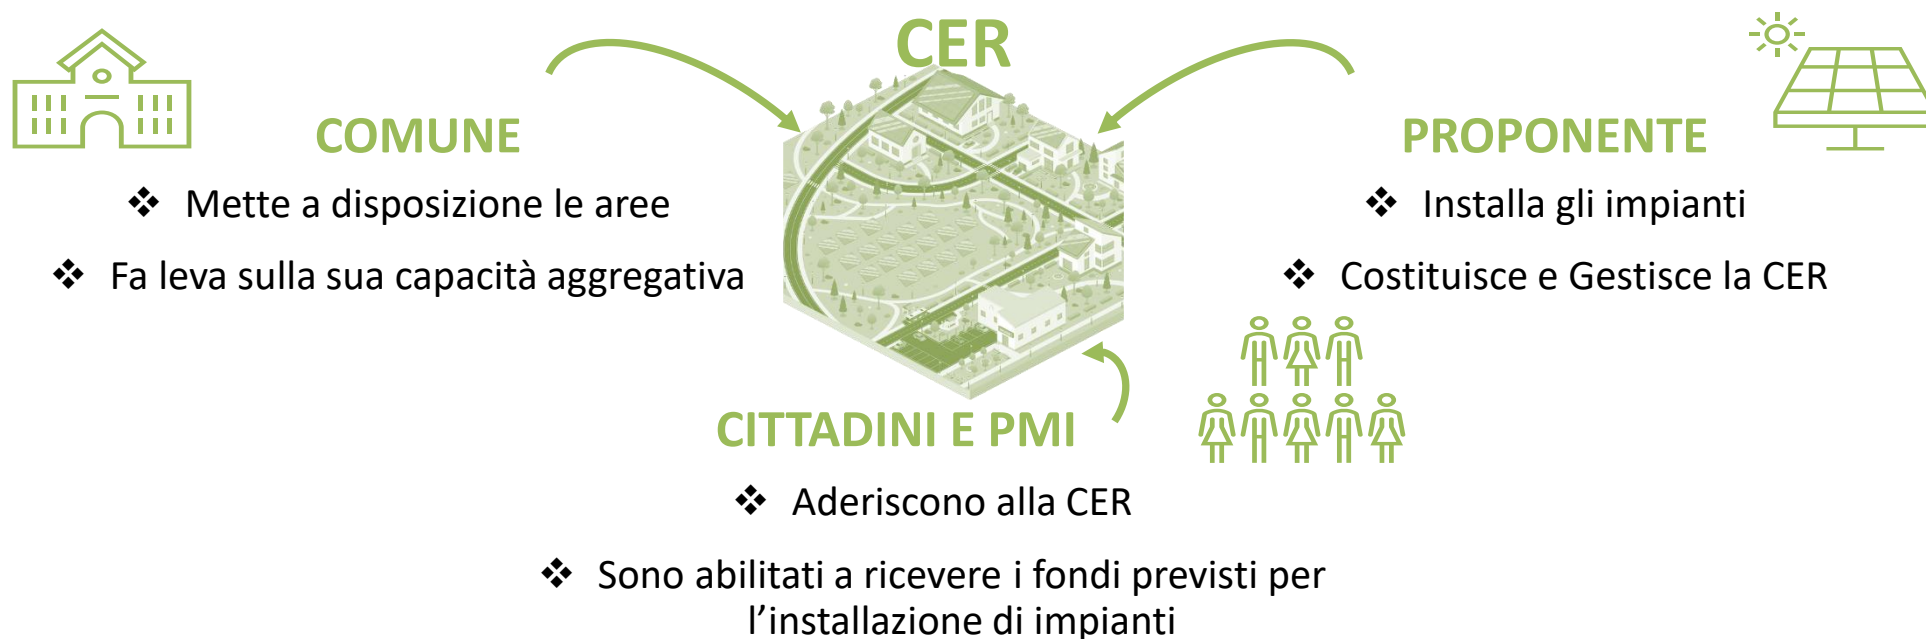 CER
COMUNE
❖ Mette a disposizione le aree
❖ Fa leva sulla sua capacità aggregativa
PROPONENTE
❖ Installa gli impianti
❖ Costituisce e Gestisce la CER
CITTADINI E PMI
❖ Aderiscono alla CER
❖ Sono abilitati a ricevere i fondi previsti per
l’installazione di impianti